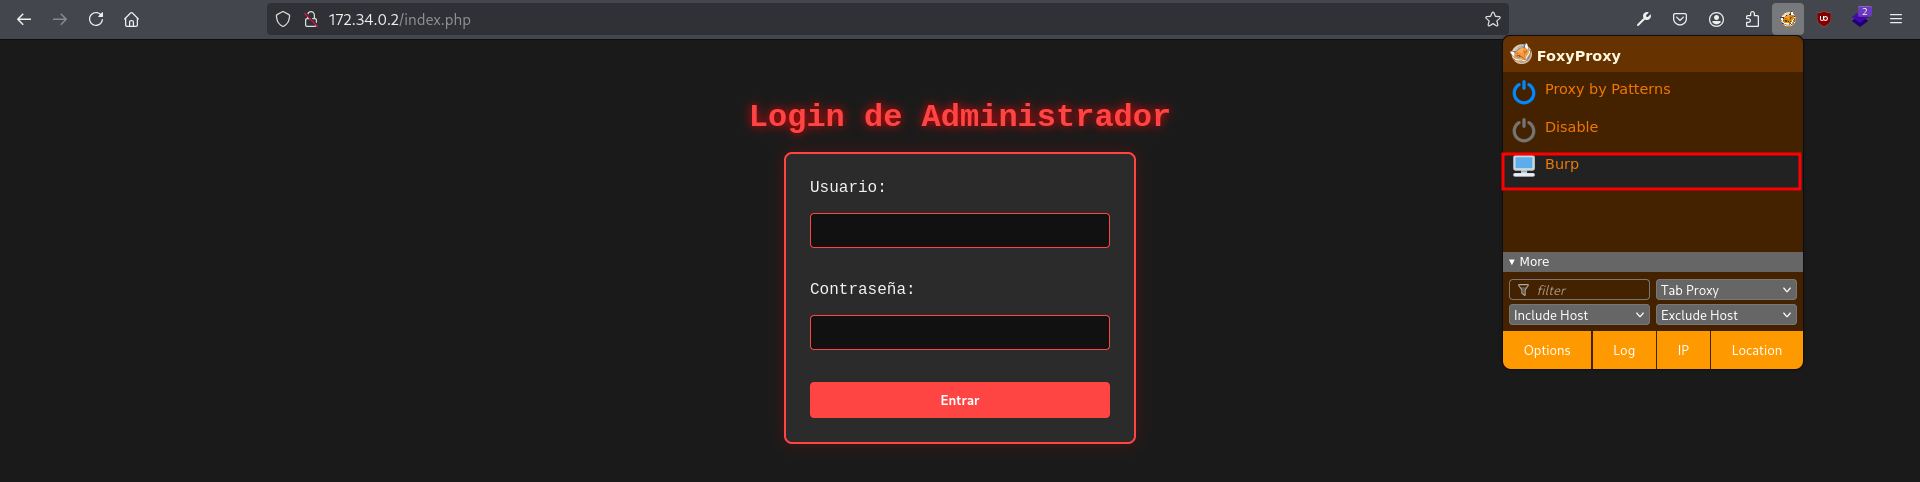 172.34.0.2/index.php
2
FoxyProxy
Proxy by Patterns
Disable
Burp
▾ More
filter
Tab Proxy
Include Host
Exclude Host
Options
Log
IP
Location
Login de Administrador
Usuario:
Contraseña:
Entrar